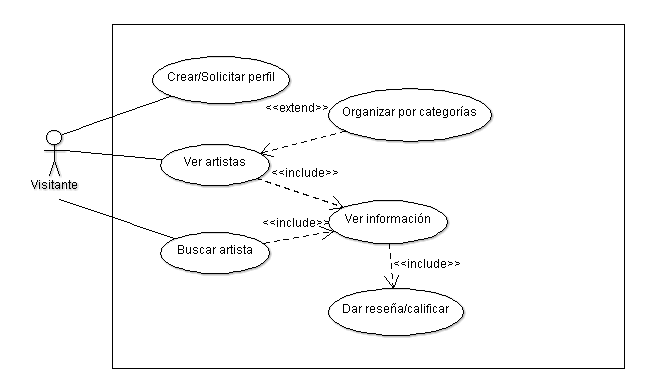 Crear/Solicitar perfil
<<extend>>
Organizar por categorías
Ver artistas
<<include>>
Visitante
Ver información
<<include>>
Buscar artista
<<include>>
Dar reseña/calificar